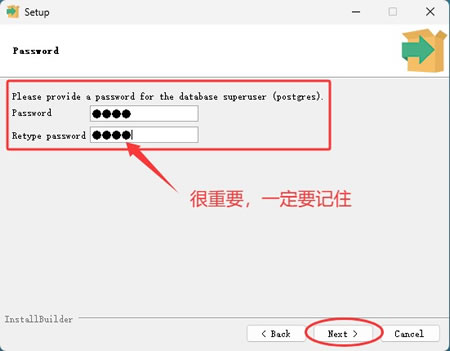 Setup
Password
Please provide a password for the database superuser (postgres).
Password
Retype password
很重要，一定要记住
InstallBuilder
< Back
Next >
Cancel